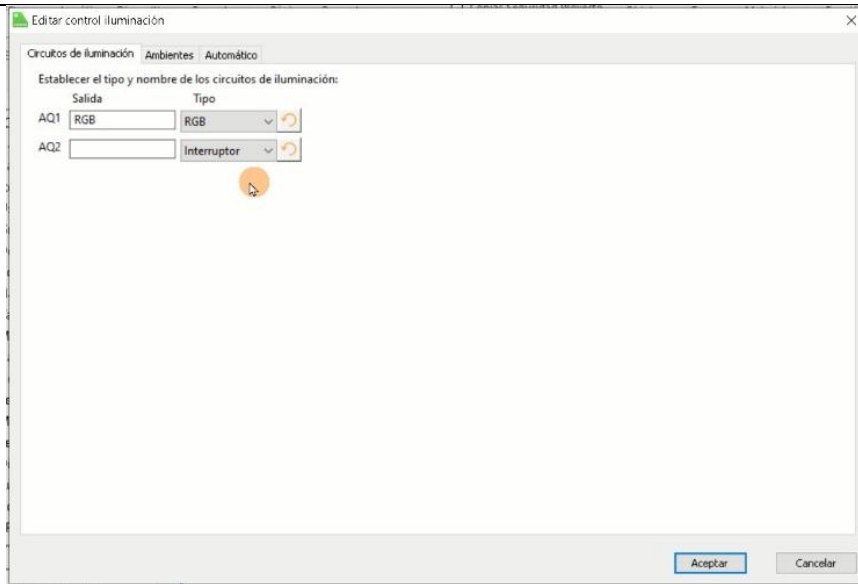 Editar control iluminación
Circuitos de iluminación Ambientes Automático
Establecer el tipo y nombre de los circuitos de iluminación:
Salida Tipo
AQ1 RGB RGB
AQ2 Interruptor
Aceptar Cancelar